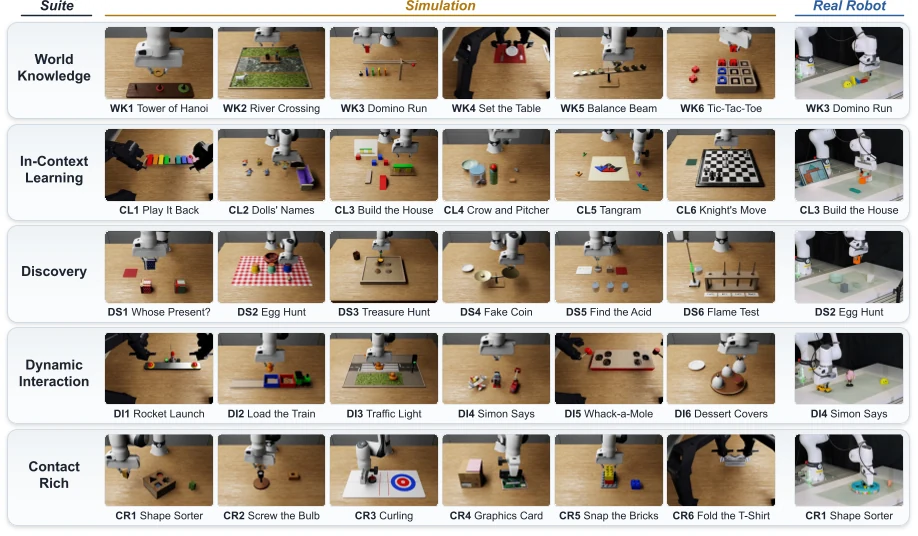 Suite Simulation Real Robot
World Knowledge
WK1 Tower of Hanoi WK2 River Crossing WK3 Domino Run WK4 Set the Table WK5 Balance Beam WK6 Tic-Tac-Toe WK3 Domino Run
In-Context Learning
CL1 Play It Back CL2 Dolls' Names CL3 Build the House CL4 Crow and Pitcher CL5 Tangram CL6 Knight's Move CL3 Build the House
Discovery
DS1 Whose Present? DS2 Egg Hunt DS3 Treasure Hunt DS4 Fake Coin DS5 Find the Acid DS6 Flame Test DS2 Egg Hunt
Dynamic Interaction
DI1 Rocket Launch DI2 Load the Train DI3 Traffic Light DI4 Simon Says DI5 Whack-a-Mole DI6 Dessert Covers DI4 Simon Says
Contact Rich
CR1 Shape Sorter CR2 Screw the Bulb CR3 Curling CR4 Graphics Card CR5 Snap the Bricks CR6 Fold the T-Shirt CR1 Shape Sorter